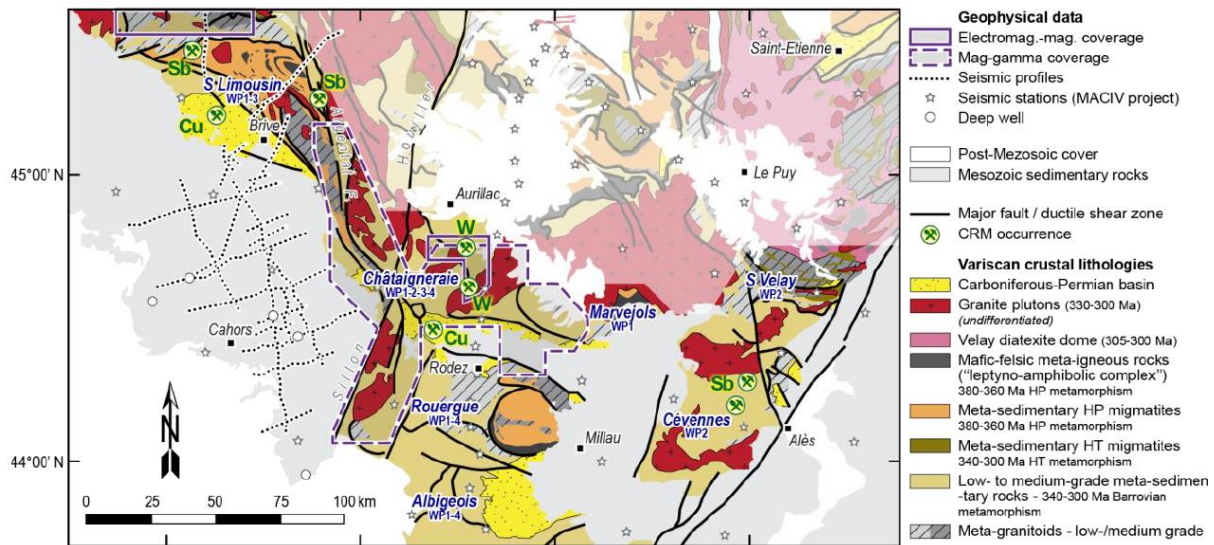 Saint-Etienne
Sb
S Limousin
WP1-3
Sb
Cu
Brive
Argentat F.
Houiller
45°00' N
Le Puy
Aurillac
W
Châtaigneraie
WP1-2-3-4
W
S Velay
WP2
Marvejols
WP1
Cahors
Cu
Sillon
Rodez
Sb
Rouergue
WP1-4
Cévennes
WP2
Alès
Millau
N
44°00' N
0 25 50 75 100 km
Albigeois
WP1-4
Geophysical data
Electromag.-mag. coverage
Mag-gamma coverage
Seismic profiles
Seismic stations (MACIV project)
Deep well
Post-Mezosoic cover
Mesozoic sedimentary rocks
Major fault / ductile shear zone
CRM occurrence
Variscan crustal lithologies
Carboniferous-Permian basin
Granite plutons (330-300 Ma)
(undifferentiated)
Velay diatexite dome (305-300 Ma)
Mafic-felsic meta-igneous rocks
("leptyno-amphibolic complex")
380-360 Ma HP metamorphism
Meta-sedimentary HP migmatites
380-360 Ma HP metamorphism
Meta-sedimentary HT migmatites
340-300 Ma HT metamorphism
Low- to medium-grade meta-sedimen-
-tary rocks - 340-300 Ma Barrovian
metamorphism
Meta-granitoids - low-/medium grade